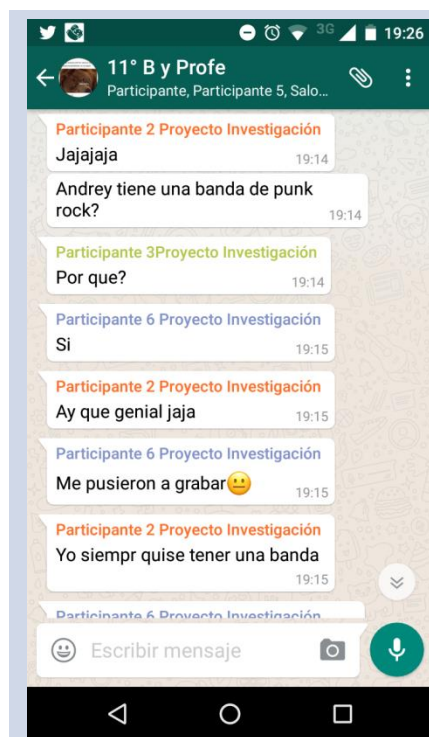 3G 19:26
11° B y Profe
Participante, Participante 5, Salo...
Participante 2 Proyecto Investigación
Jajajaja
19:14
Andrey tiene una banda de punk
rock?
19:14
Participante 3Proyecto Investigación
Por que?
19:14
Participante 6 Proyecto Investigación
Si
19:15
Participante 2 Proyecto Investigación
Ay que genial jaja
19:15
Participante 6 Proyecto Investigación
Me pusieron a grabar😐
19:15
Participante 2 Proyecto Investigación
Yo siempr quise tener una banda
19:15
Participante 6 Proyecto Investigación
Escribir mensaje